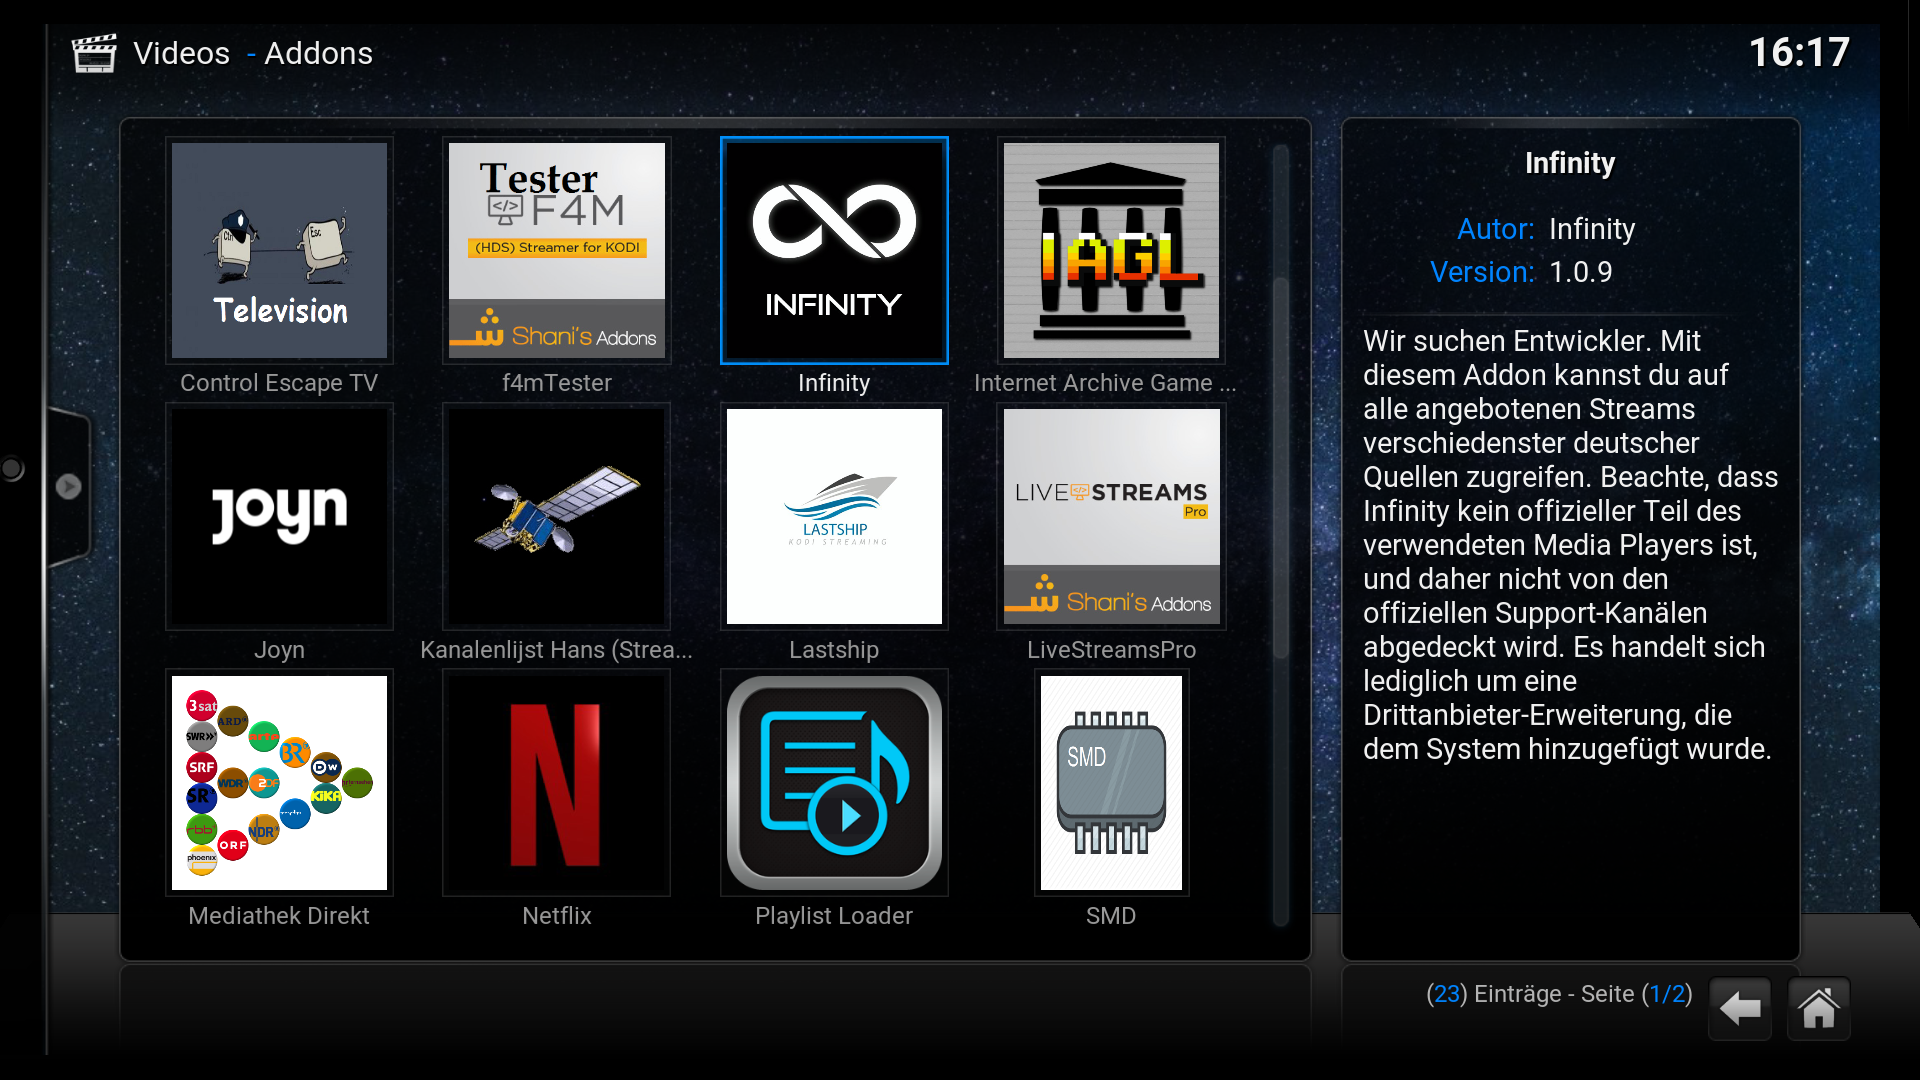 Videos - Addons
16:17
Ctrl
Esc
Television
Control Escape TV
Tester
</> F4M
(HDS) Streamer for KODI
Shani's Addons
f4mTester
INFINITY
Infinity
IAGL
Internet Archive Game ...
joyn
Joyn
Kanalenlijst Hans (Strea...
LASTSHIP
KODI STREAMING
Lastship
LIVE </> STREAMS
Pro
Shani's Addons
LiveStreamsPro
3sat
ARD
SWR»
arte
BR
DW
SRF
WDR
ZDF
SR
KiKA
rbb
NDR
ORF
phoenix
Mediathek Direkt
N
Netflix
Playlist Loader
SMD
SMD
Infinity
Autor: Infinity
Version: 1.0.9
Wir suchen Entwickler. Mit
diesem Addon kannst du auf
alle angebotenen Streams
verschiedenster deutscher
Quellen zugreifen. Beachte, dass
Infinity kein offizieller Teil des
verwendeten Media Players ist,
und daher nicht von den
offiziellen Support-Kanälen
abgedeckt wird. Es handelt sich
lediglich um eine
Drittanbieter-Erweiterung, die
dem System hinzugefügt wurde.
(23) Einträge - Seite (1/2)